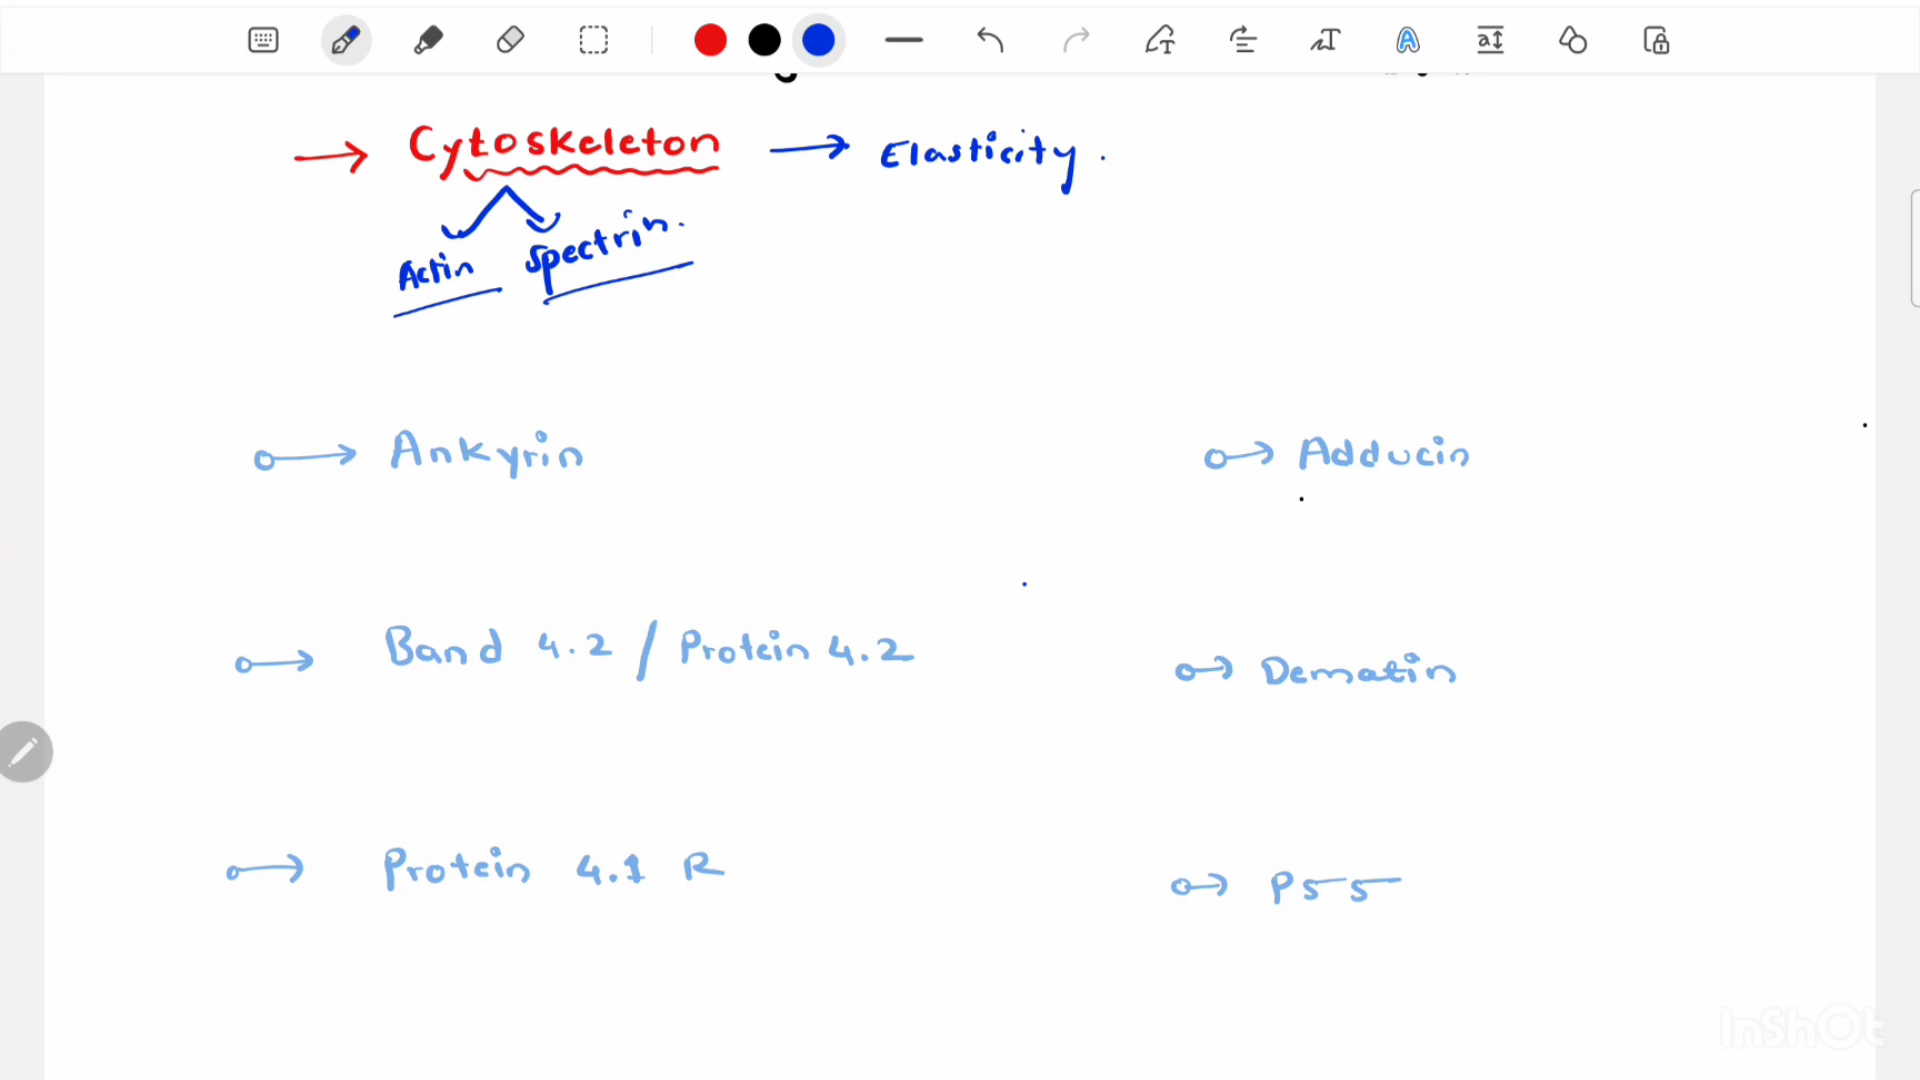 → Cytoskeleton → Elasticity.
Actin Spectrin.
→ Ankyrin
→ Adducin
→ Band 4.2 / Protein 4.2
→ Dematin
→ Protein 4.1 R
→ P55
InShOt